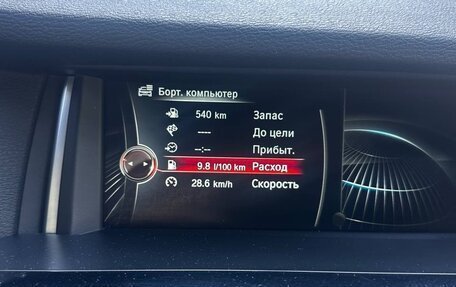 Борт. компьютер
540 km Запас
---- До цели
--:-- Прибыт.
9.8 l/100 km Расход
28.6 km/h Скорость